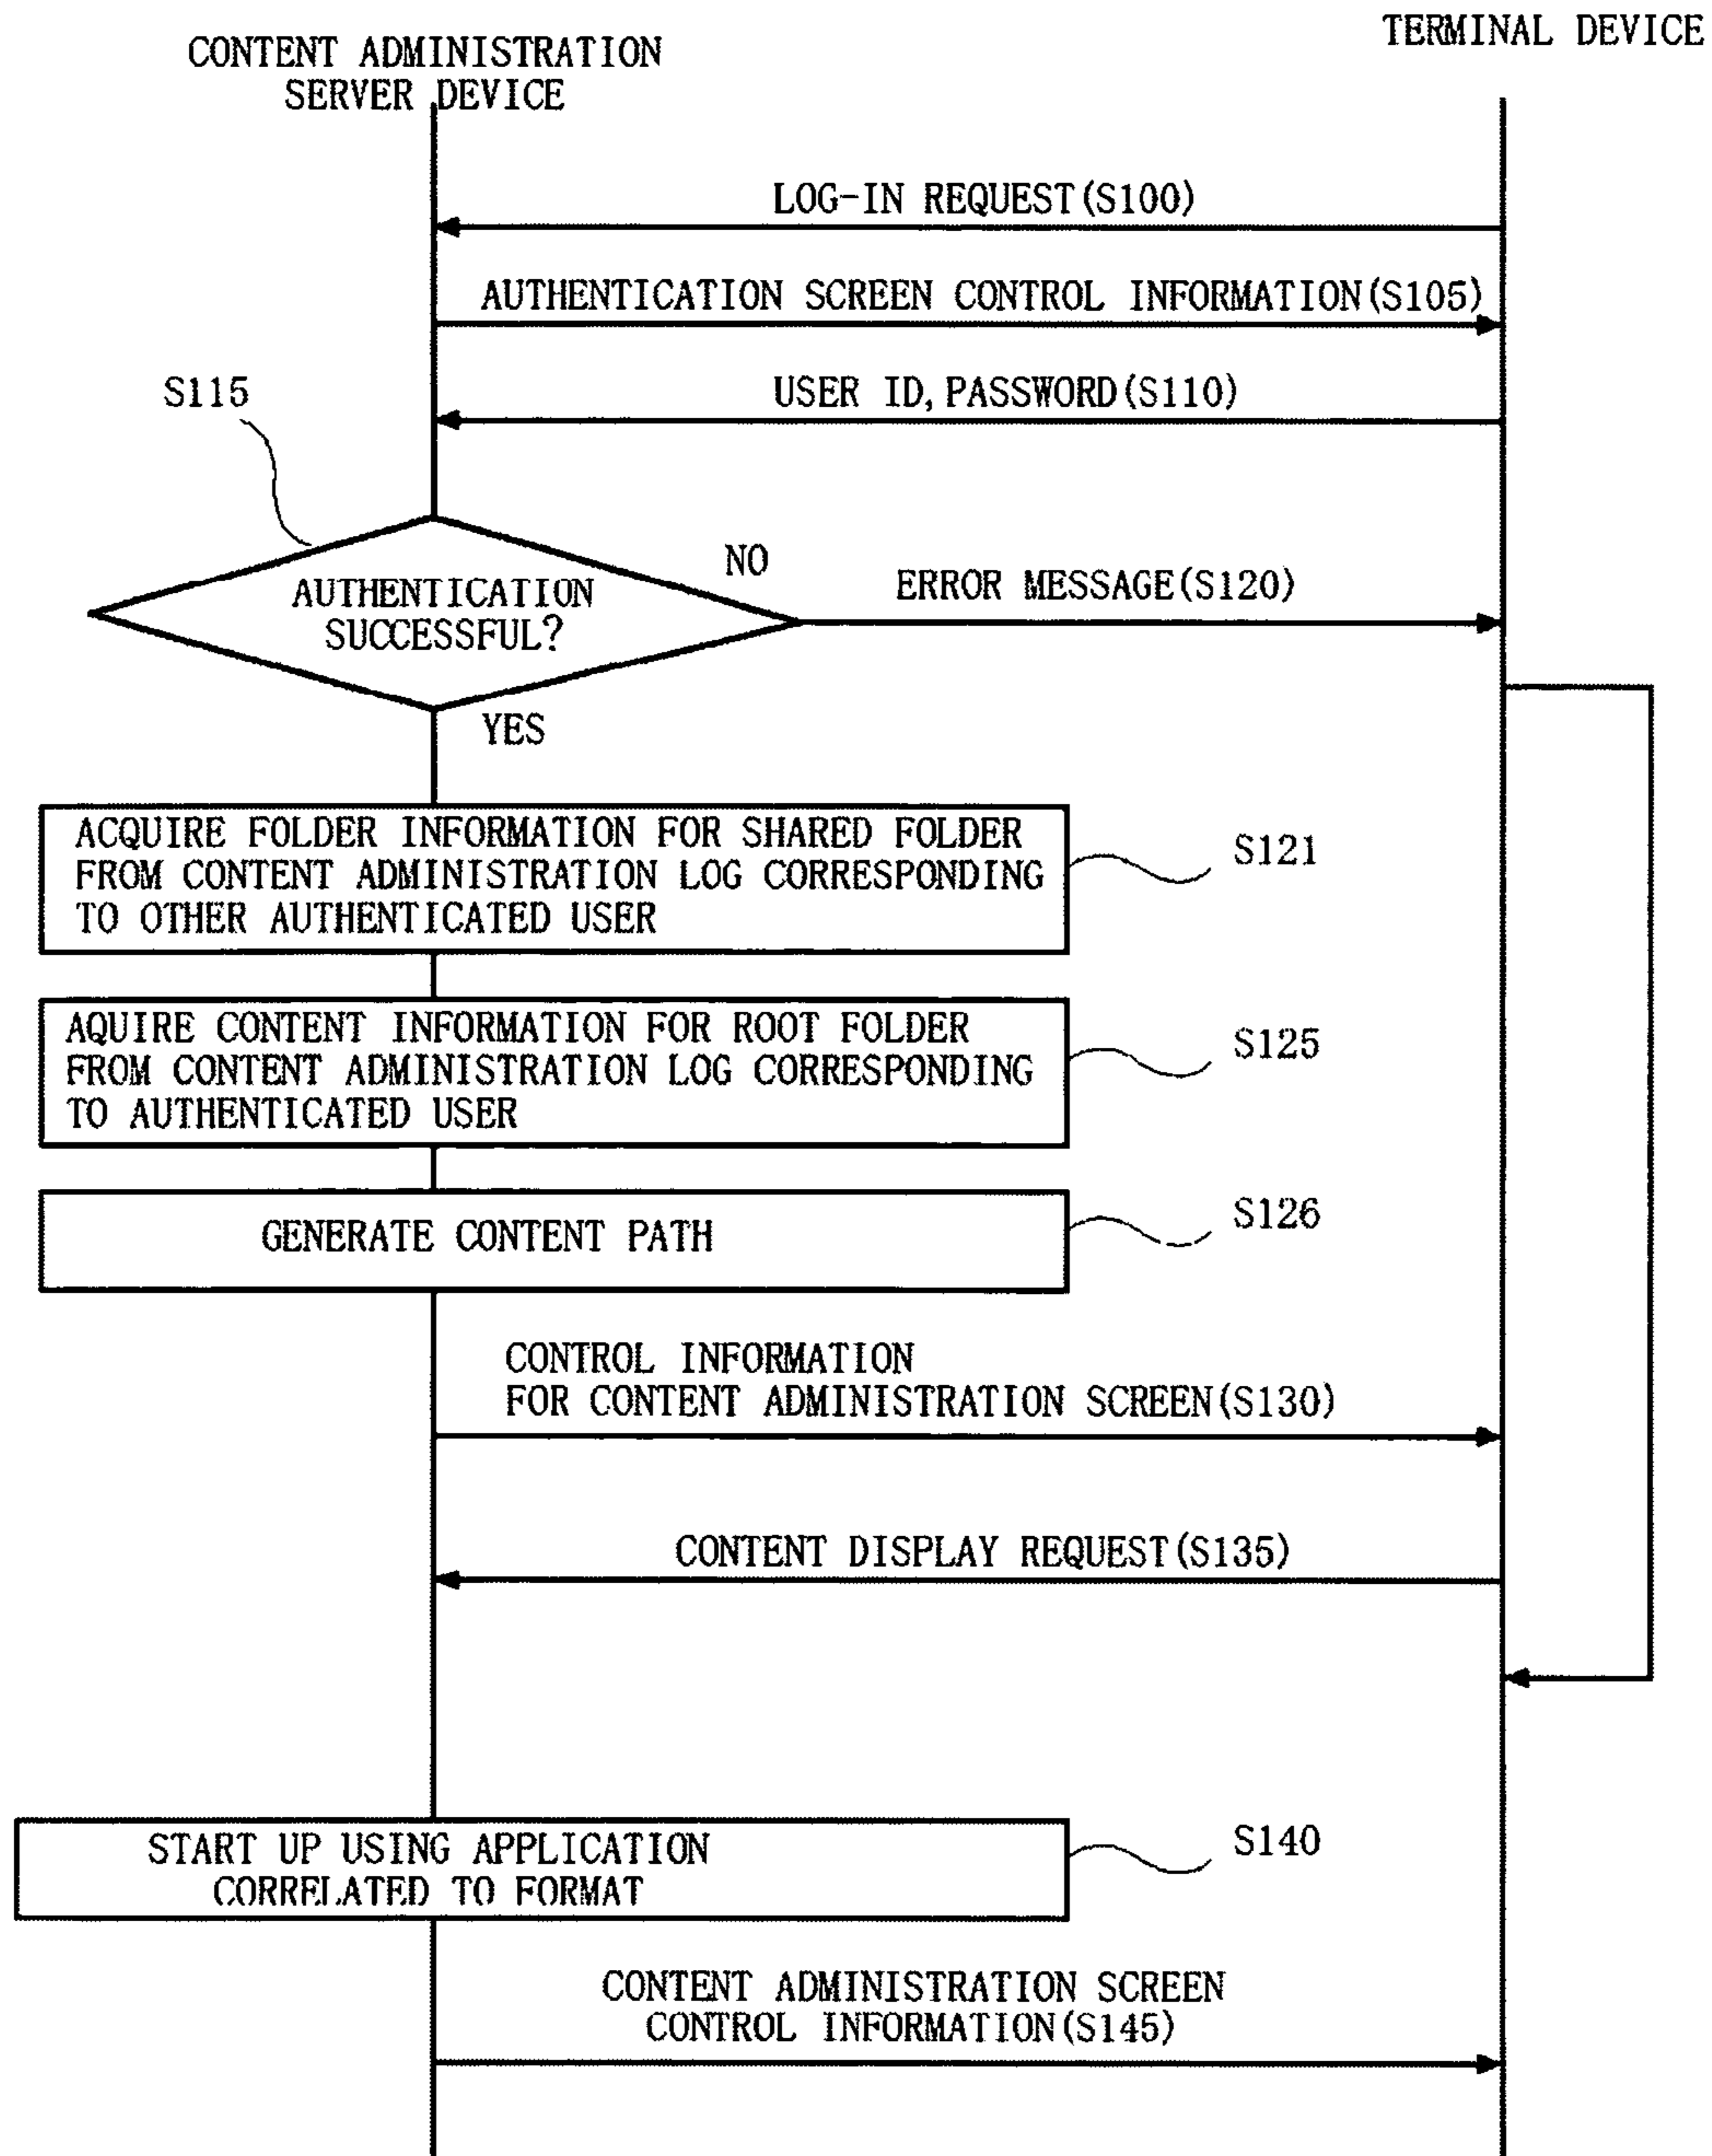 TERMINAL DEVICE
CONTENT ADMINISTRATION
SERVER DEVICE
LOG-IN REQUEST(S100)
AUTHENTICATION SCREEN CONTROL INFORMATION(S105)
USER ID,PASSWORD(S110)
S115
NO
AUTHENTICATION
SUCCESSFUL?
ERROR MESSAGE(S120)
YES
ACQUIRE FOLDER INFORMATION FOR SHARED FOLDER
FROM CONTENT ADMINISTRATION LOG CORRESPONDING
TO OTHER AUTHENTICATED USER
S121
AQUIRE CONTENT INFORMATION FOR ROOT FOLDER
FROM CONTENT ADMINISTRATION LOG CORRESPONDING
TO AUTHENTICATED USER
S125
GENERATE CONTENT PATH
S126
CONTROL INFORMATION
FOR CONTENT ADMINISTRATION SCREEN(S130)
CONTENT DISPLAY REQUEST(S135)
START UP USING APPLICATION
CORRELATED TO FORMAT
S140
CONTENT ADMINISTRATION SCREEN
CONTROL INFORMATION(S145)